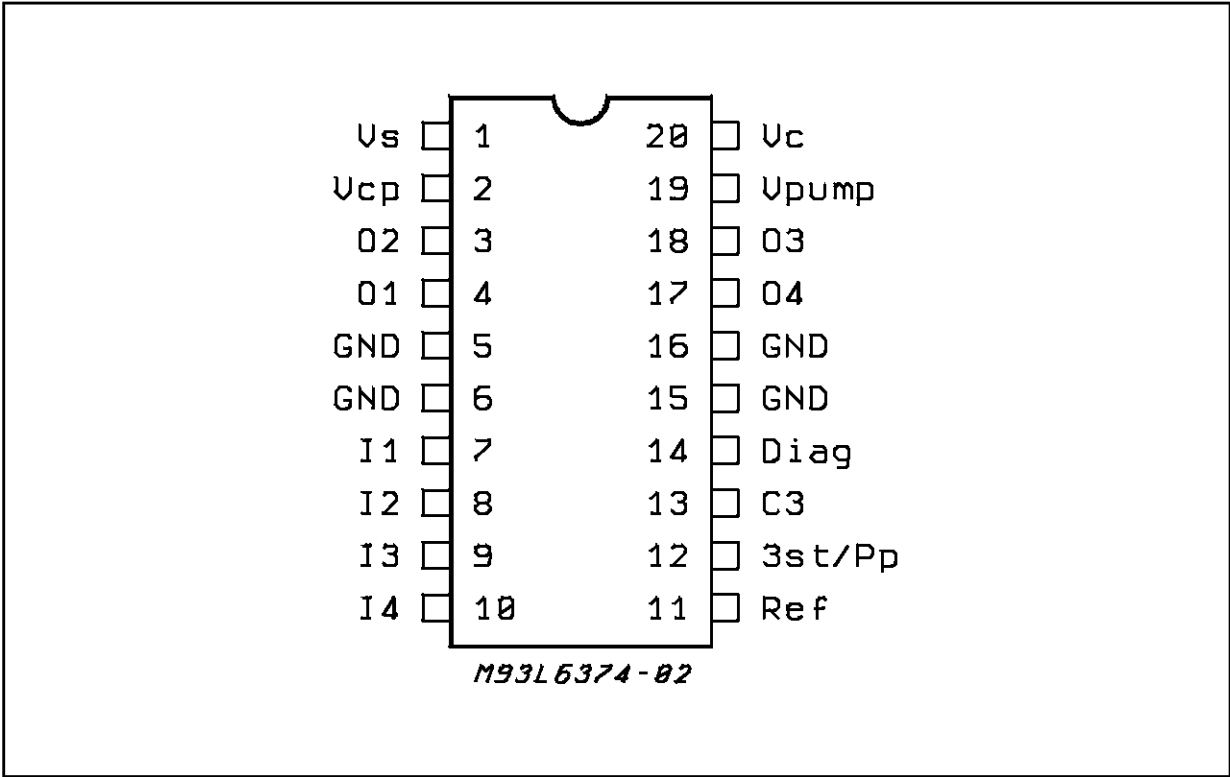 Vs 1 20 Vc
Vcp 2 19 Vpump
O2 3 18 O3
O1 4 17 O4
GND 5 16 GND
GND 6 15 GND
I1 7 14 Diag
I2 8 13 C3
I3 9 12 3st/Pp
I4 10 11 Ref
M93L6374-02